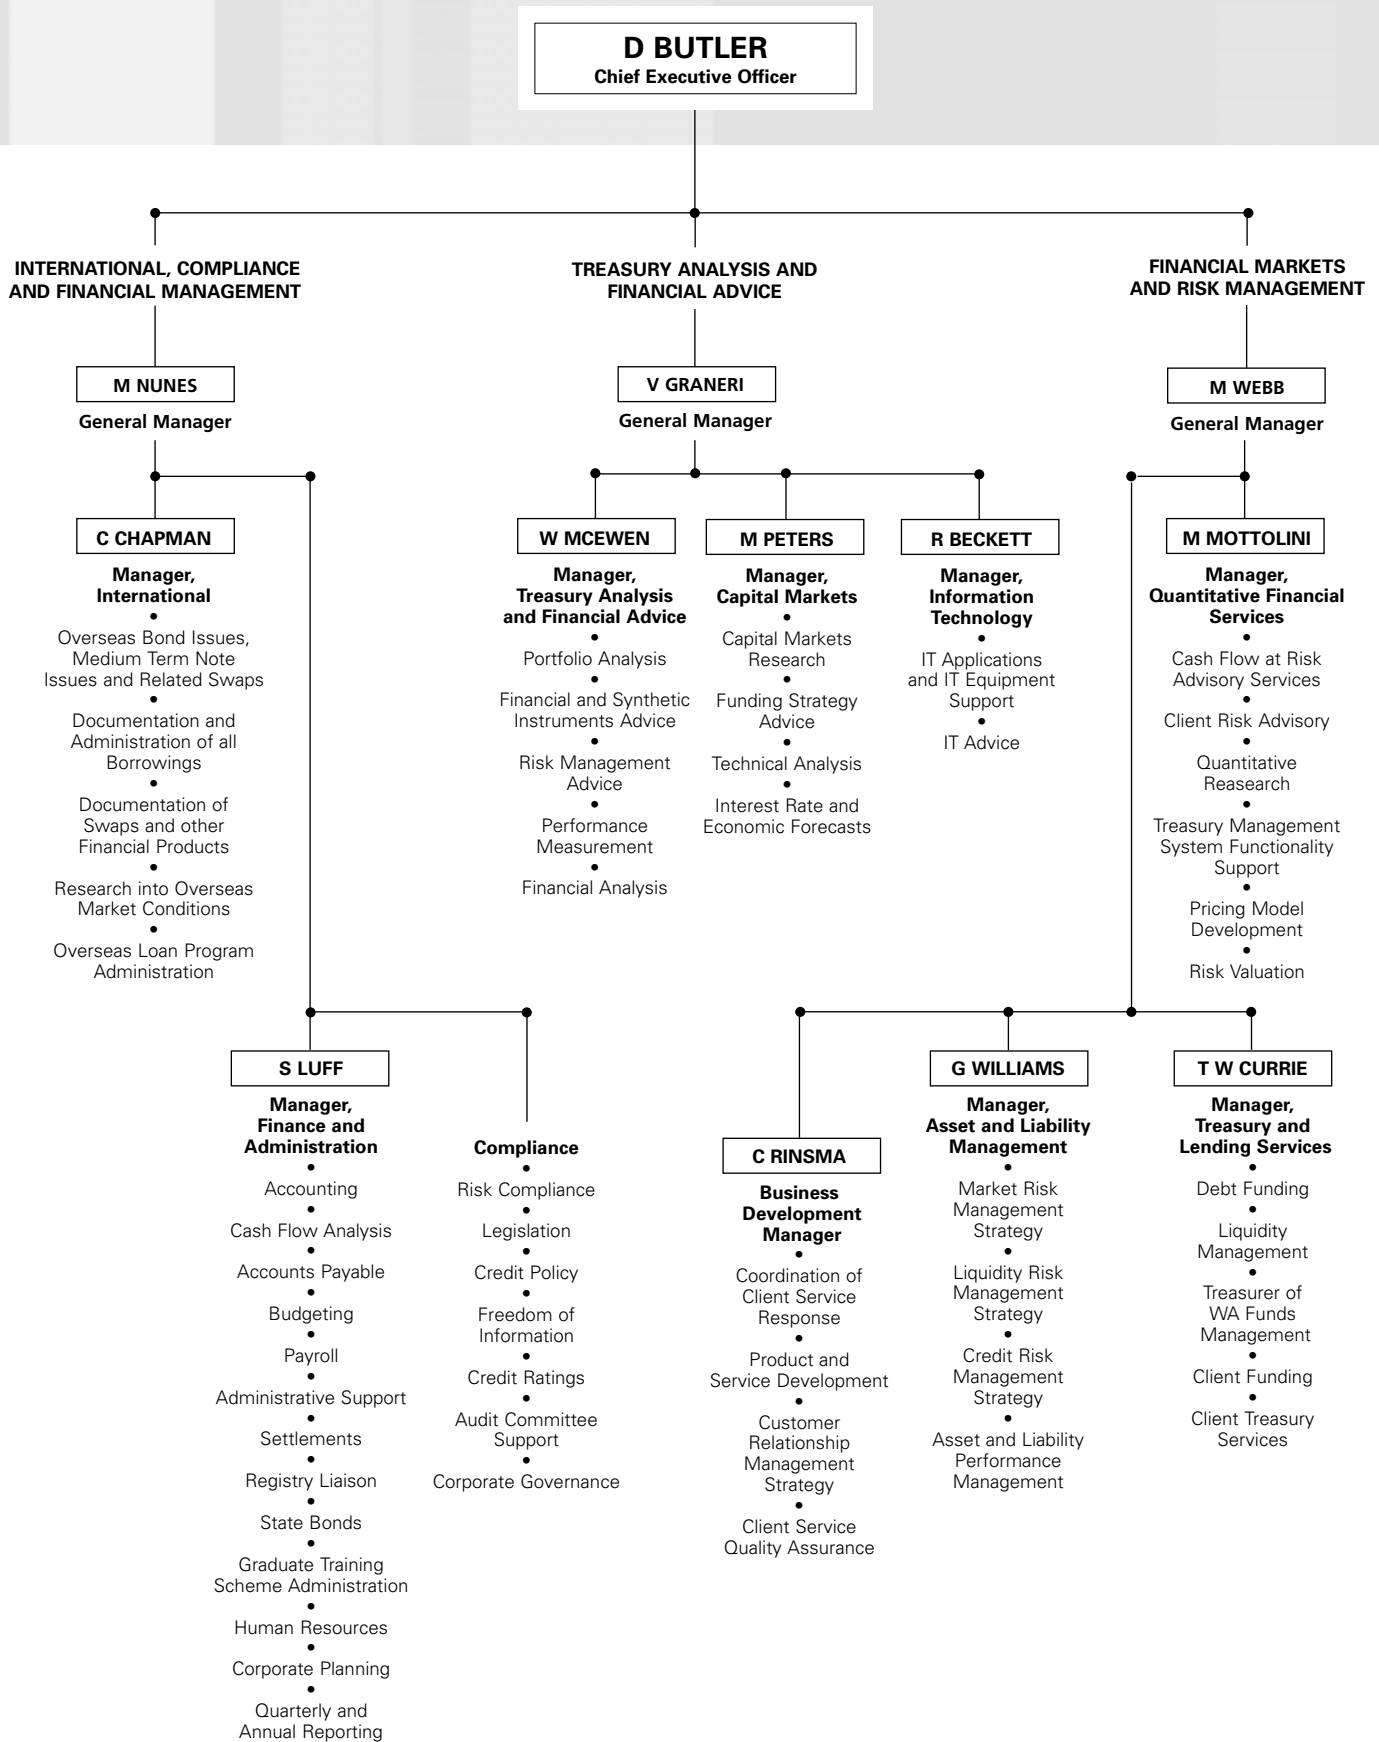 D BUTLER
Chief Executive Officer
INTERNATIONAL, COMPLIANCE
AND FINANCIAL MANAGEMENT
M NUNES
General Manager
C CHAPMAN
Manager,
International
•
Overseas Bond Issues,
Medium Term Note
Issues and Related Swaps
•
Documentation and
Administration of all
Borrowings
•
Documentation of
Swaps and other
Financial Products
•
Research into Overseas
Market Conditions
•
Overseas Loan Program
Administration
S LUFF
Manager,
Finance and
Administration
•
Accounting
•
Cash Flow Analysis
•
Accounts Payable
•
Budgeting
•
Payroll
•
Administrative Support
•
Settlements
•
Registry Liaison
•
State Bonds
•
Graduate Training
Scheme Administration
•
Human Resources
•
Corporate Planning
•
Quarterly and
Annual Reporting
Compliance
•
Risk Compliance
•
Legislation
•
Credit Policy
•
Freedom of
Information
•
Credit Ratings
•
Audit Committee
Support
•
Corporate Governance
TREASURY ANALYSIS AND
FINANCIAL ADVICE
V GRANERI
General Manager
W MCEWEN
Manager,
Treasury Analysis
and Financial Advice
•
Portfolio Analysis
•
Financial and Synthetic
Instruments Advice
•
Risk Management
Advice
•
Performance
Measurement
•
Financial Analysis
M PETERS
Manager,
Capital Markets
•
Capital Markets
Research
•
Funding Strategy
Advice
•
Technical Analysis
•
Interest Rate and
Economic Forecasts
R BECKETT
Manager,
Information
Technology
•
IT Applications
and IT Equipment
Support
•
IT Advice
FINANCIAL MARKETS
AND RISK MANAGEMENT
M WEBB
General Manager
M MOTTOLINI
Manager,
Quantitative Financial
Services
•
Cash Flow at Risk
Advisory Services
•
Client Risk Advisory
•
Quantitative
Reasearch
•
Treasury Management
System Functionality
Support
•
Pricing Model
Development
•
Risk Valuation
C RINSMA
Business
Development
Manager
•
Coordination of
Client Service
Response
•
Product and
Service Development
•
Customer
Relationship
Management
Strategy
•
Client Service
Quality Assurance
G WILLIAMS
Manager,
Asset and Liability
Management
•
Market Risk
Management
Strategy
•
Liquidity Risk
Management
Strategy
•
Credit Risk
Management
Strategy
•
Asset and Liability
Performance
Management
T W CURRIE
Manager,
Treasury and
Lending Services
•
Debt Funding
•
Liquidity
Management
•
Treasurer of
WA Funds
Management
•
Client Funding
•
Client Treasury
Services